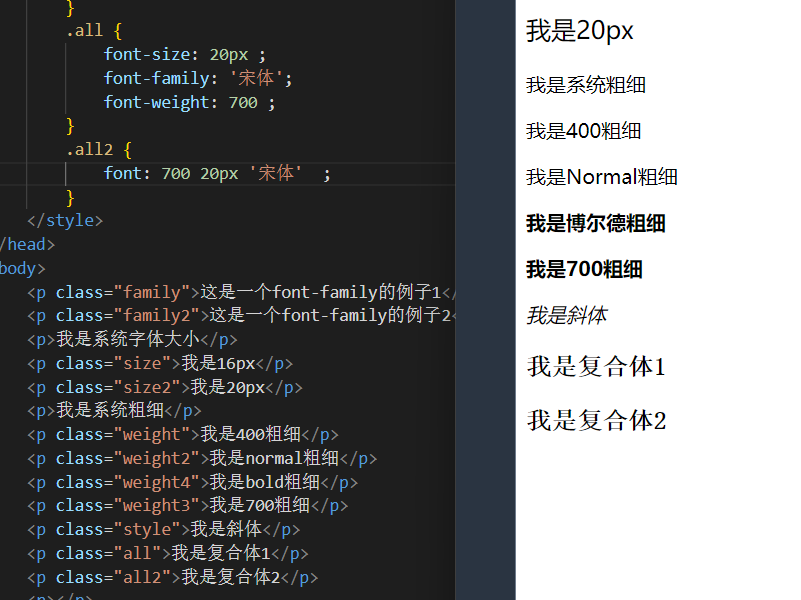 }
.all {
font-size: 20px ;
font-family: '宋体';
font-weight: 700 ;
}
.all2 {
font: 700 20px '宋体' ;
}
</style>
/head>
body>
<p class="family">这是一个font-family的例子1</
<p class="family2">这是一个font-family的例子2<
<p>我是系统字体大小</p>
<p class="size">我是16px</p>
<p class="size2">我是20px</p>
<p>我是系统粗细</p>
<p class="weight">我是400粗细</p>
<p class="weight2">我是normal粗细</p>
<p class="weight4">我是bold粗细</p>
<p class="weight3">我是700粗细</p>
<p class="style">我是斜体</p>
<p class="all">我是复合体1</p>
<p class="all2">我是复合体2</p>
<p></p>
我是20px
我是系统粗细
我是400粗细
我是Normal粗细
我是博尔德粗细
我是700粗细
我是斜体
我是复合体1
我是复合体2